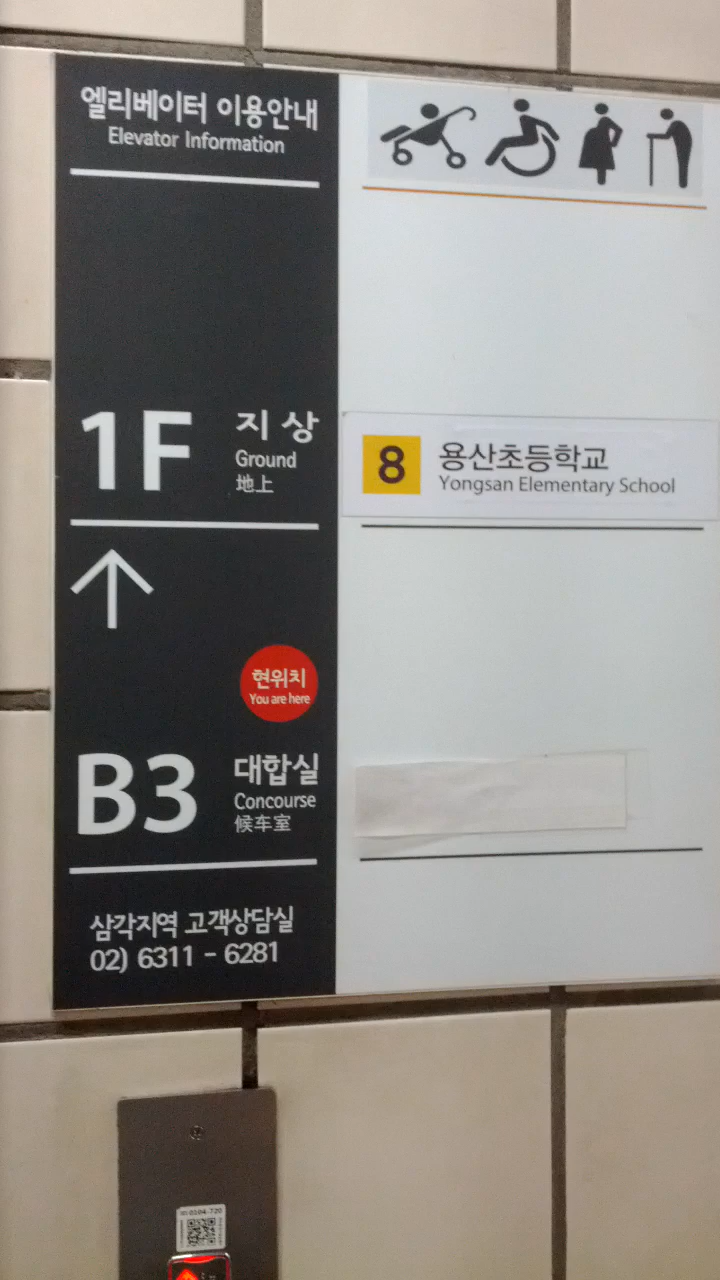 엘리베이터 이용안내
Elevator Information
1F
지 상
Ground
地上
8
용산초등학교
Yongsan Elementary School
현위치
You are here
B3
대합실
Concourse
候车室
삼각지역 고객상담실
02) 6311 - 6281